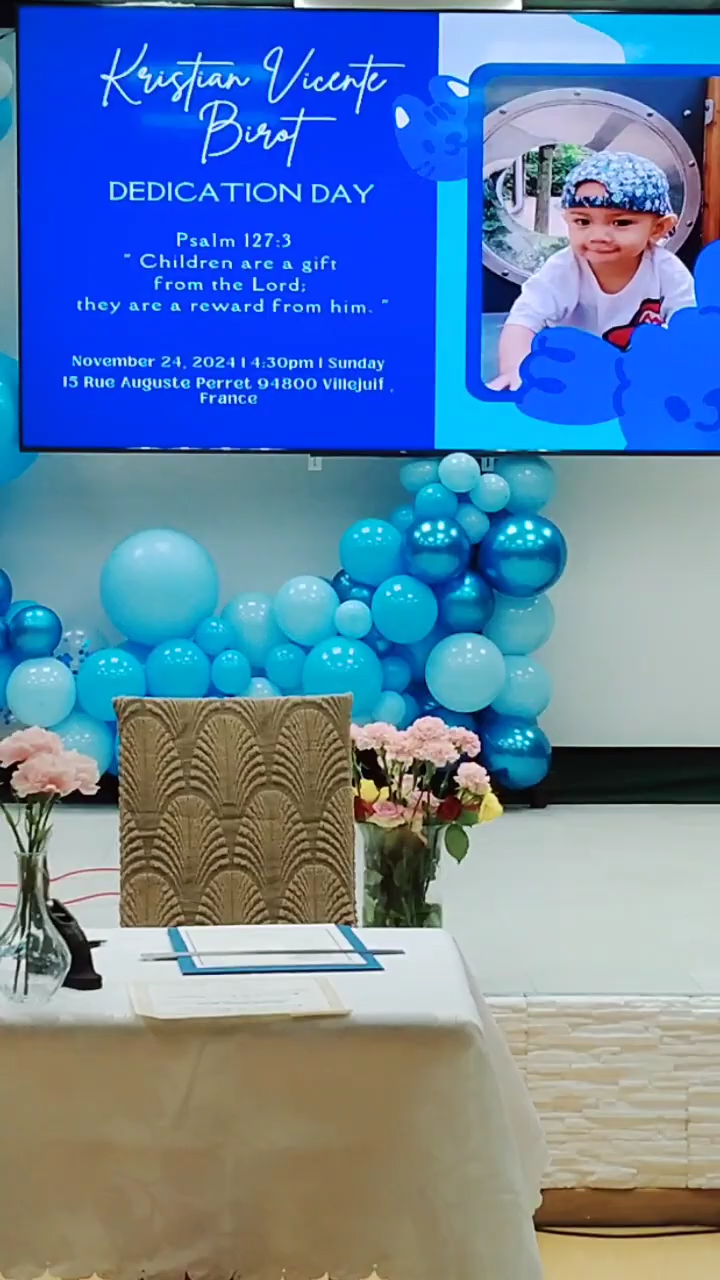 Kristian Vicente
Birot
DEDICATION DAY
Psalm 127:3
" Children are a gift
from the Lord;
they are a reward from him. "
November 24, 2024 I 4:30pm I Sunday
15 Rue Auguste Perret 94800 Villejuif ,
France